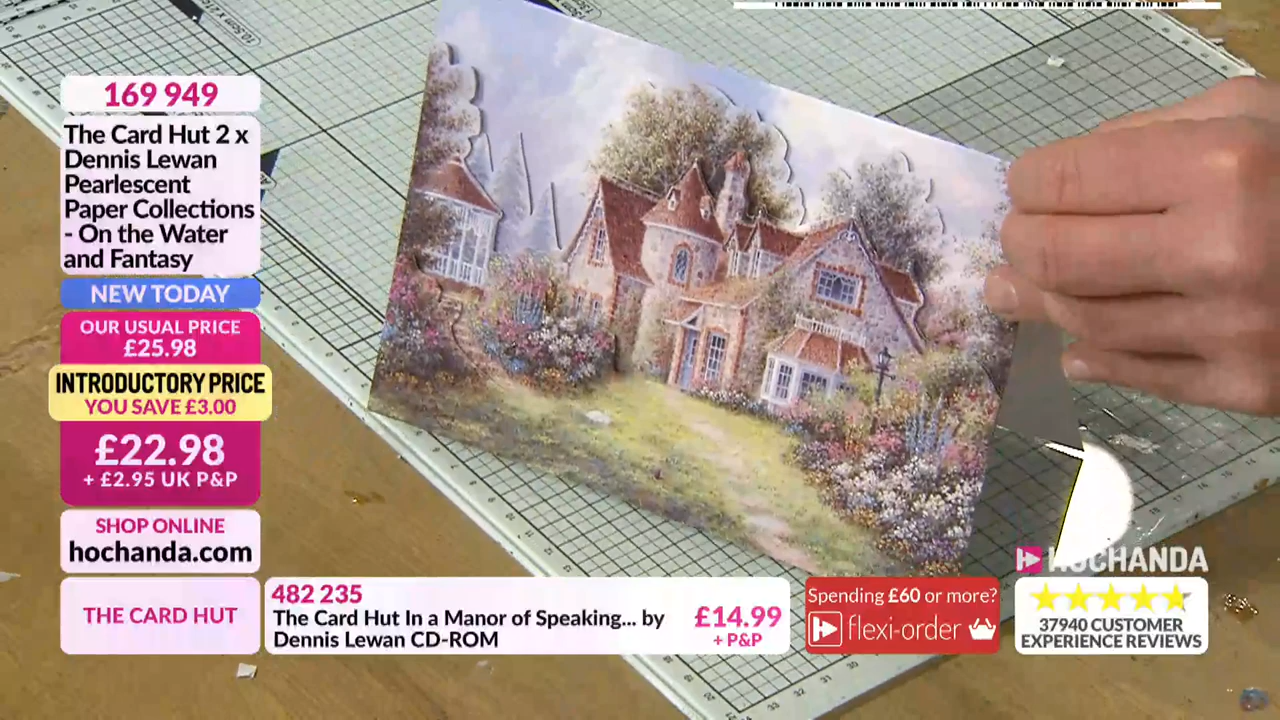 169 949
The Card Hut 2 x
Dennis Lewan
Pearlescent
Paper Collections
- On the Water
and Fantasy
NEW TODAY
OUR USUAL PRICE
£25.98
INTRODUCTORY PRICE
YOU SAVE £3.00
£22.98
+ £2.95 UK P&P
SHOP ONLINE
hochanda.com
THE CARD HUT
482 235
The Card Hut In a Manor of Speaking... by
Dennis Lewan CD-ROM
£14.99
+ P&P
Spending £60 or more?
flexi-order
HOCHANDA
37940 CUSTOMER
EXPERIENCE REVIEWS